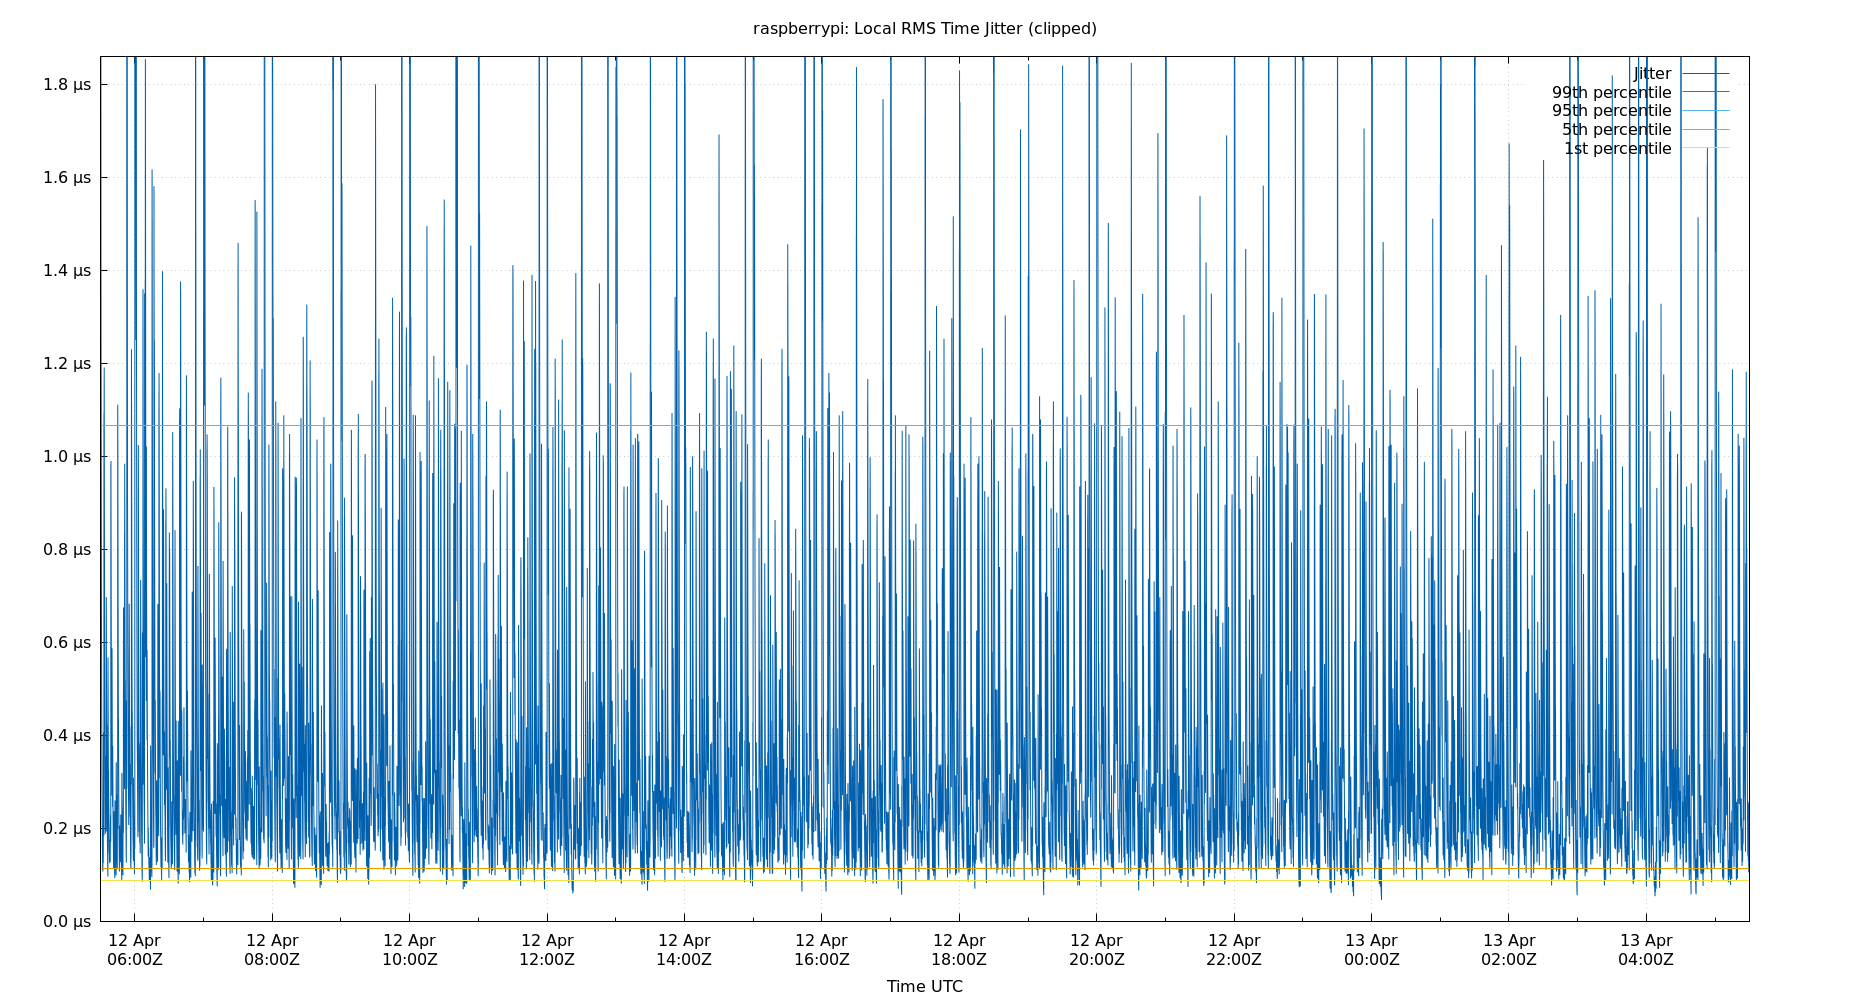 raspberrypi: Local RMS Time Jitter (clipped)
Jitter
99th percentile
95th percentile
5th percentile
1st percentile
1.8 μs
1.6 μs
1.4 μs
1.2 μs
1.0 μs
0.8 μs
0.6 μs
0.4 μs
0.2 μs
0.0 μs
12 Apr 12 Apr 12 Apr 12 Apr 12 Apr 12 Apr 12 Apr 12 Apr 12 Apr 13 Apr 13 Apr 13 Apr
06:00Z 08:00Z 10:00Z 12:00Z 14:00Z 16:00Z 18:00Z 20:00Z 22:00Z 00:00Z 02:00Z 04:00Z
Time UTC